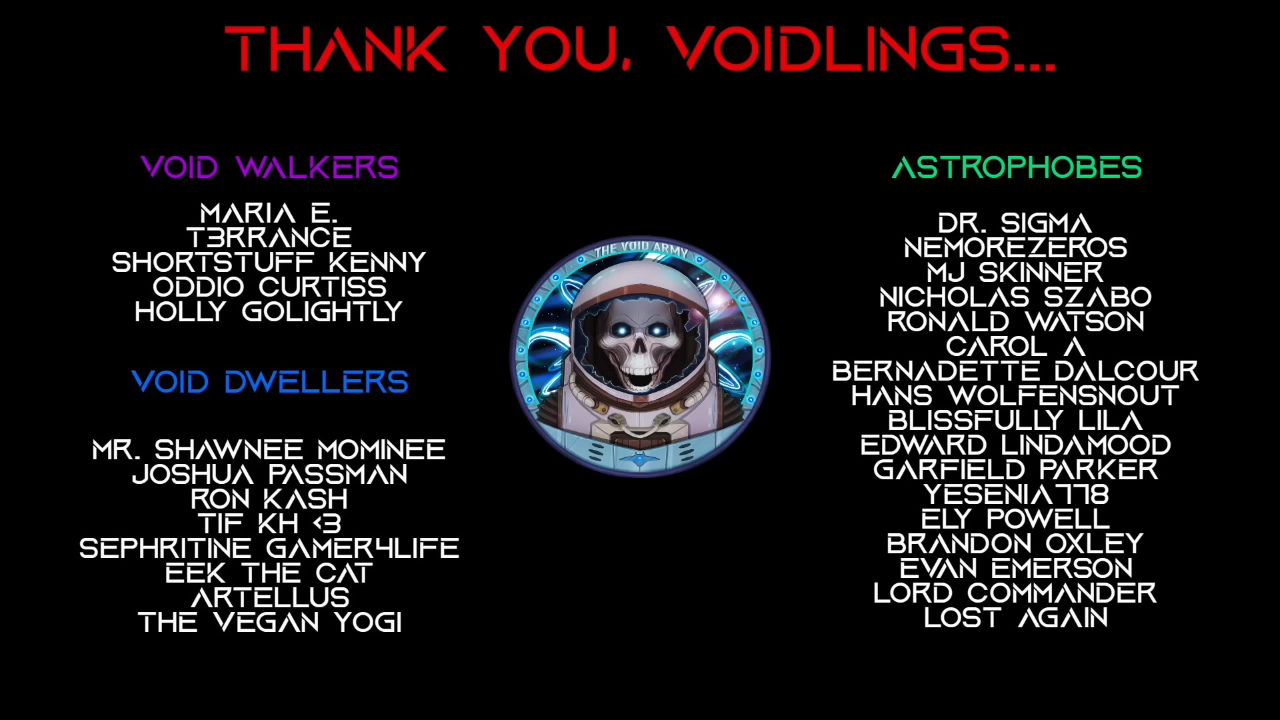 THANK YOU, VOIDLINGS...
VOID WALKERS
MARIA E.
T3RRANCE
SHORTSTUFF KENNY
ODDIO CURTISS
HOLLY GOLIGHTLY
VOID DWELLERS
MR. SHAWNEE MOMINEE
JOSHUA PASSMAN
RON KASH
TIF KH <3
SEPHRITINE GAMER4LIFE
EEK THE CAT
ARTELLUS
THE VEGAN YOGI
THE VOID ARMY
ASTROPHOBES
DR. SIGMA
NEMOREZEROS
MJ SKINNER
NICHOLAS SZABO
RONALD WATSON
CAROL A
BERNADETTE DALCOUR
HANS WOLFENSNOUT
BLISSFULLY LILA
EDWARD LINDAMOOD
GARFIELD PARKER
YESENIA778
ELY POWELL
BRANDON OXLEY
EVAN EMERSON
LORD COMMANDER
LOST AGAIN